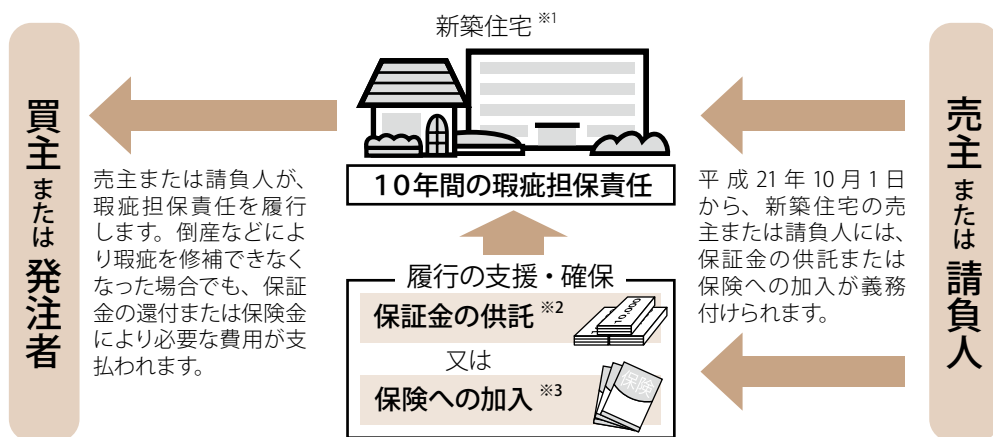 新築住宅 ※1
買主 または 発注者
売主 または 請負人
10年間の瑕疵担保責任
売主または請負人が、
瑕疵担保責任を履行
します。倒産などによ
り瑕疵を修補できなく
なった場合でも、保証
金の還付または保険金
により必要な費用が支
払われます。
平成21年10月1日
から、新築住宅の売
主または請負人には、
保証金の供託または
保険への加入が義務
付けられます。
履行の支援・確保
保証金の供託 ※2
10,000
又は
保険への加入 ※3
保険